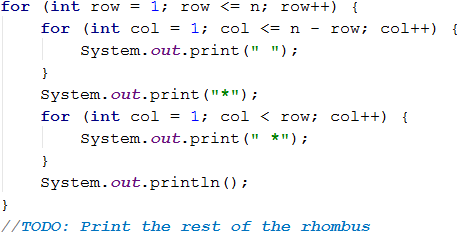 for (int row = 1; row <= n; row++) {
    for (int col = 1; col <= n - row; col++) {
        System.out.print(" ");
    }
    System.out.print("*");
    for (int col = 1; col < row; col++) {
        System.out.print(" *");
    }
    System.out.println();
}
//TODO: Print the rest of the rhombus